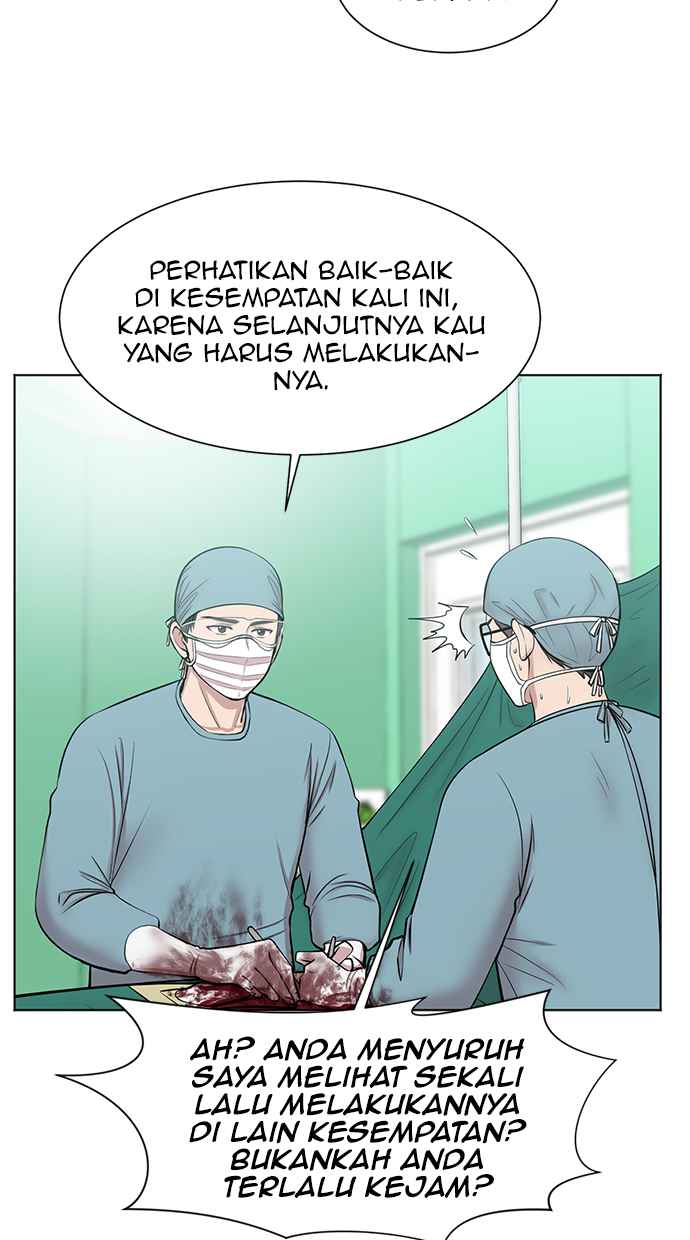 PERHATIKAN BAIK-BAIK
DI KESEMPATAN KALI INI,
KARENA SELANJUTNYA KAU
YANG HARUS MELAKUKAN-
NYA.
AH? ANDA MENYURUH
SAYA MELIHAT SEKALI
LALU MELAKUKANNYA
DI LAIN KESEMPATAN?
BUKANKAH ANDA
TERLALU KEJAM?